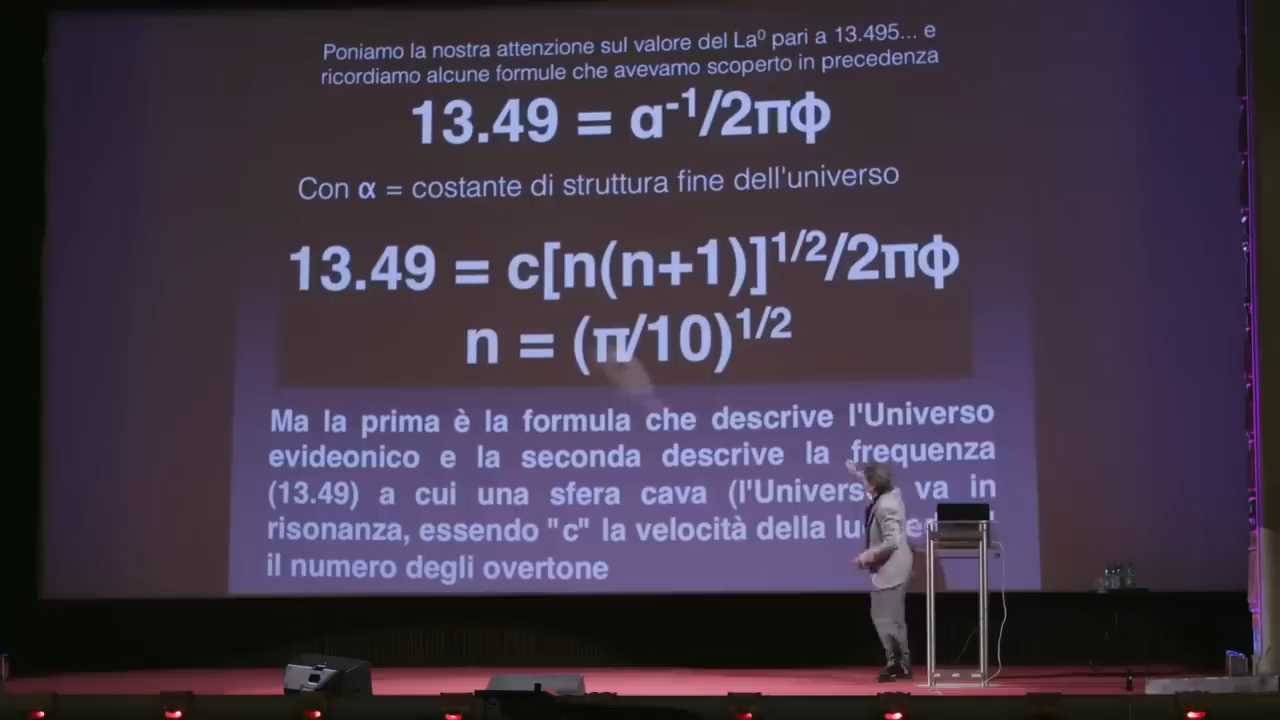 Poniamo la nostra attenzione sul valore del La⁰ pari a 13.495... e
ricordiamo alcune formule che avevamo scoperto in precedenza
13.49 = α⁻¹/2πϕ
Con α = costante di struttura fine dell'universo
13.49 = c[n(n+1)]¹/²/2πϕ
n = (π/10)¹/²
Ma la prima è la formula che descrive l'Universo
evideonico e la seconda descrive la frequenza
(13.49) a cui una sfera cava (l'Univers va in
risonanza, essendo "c" la velocità della
il numero degli overtone